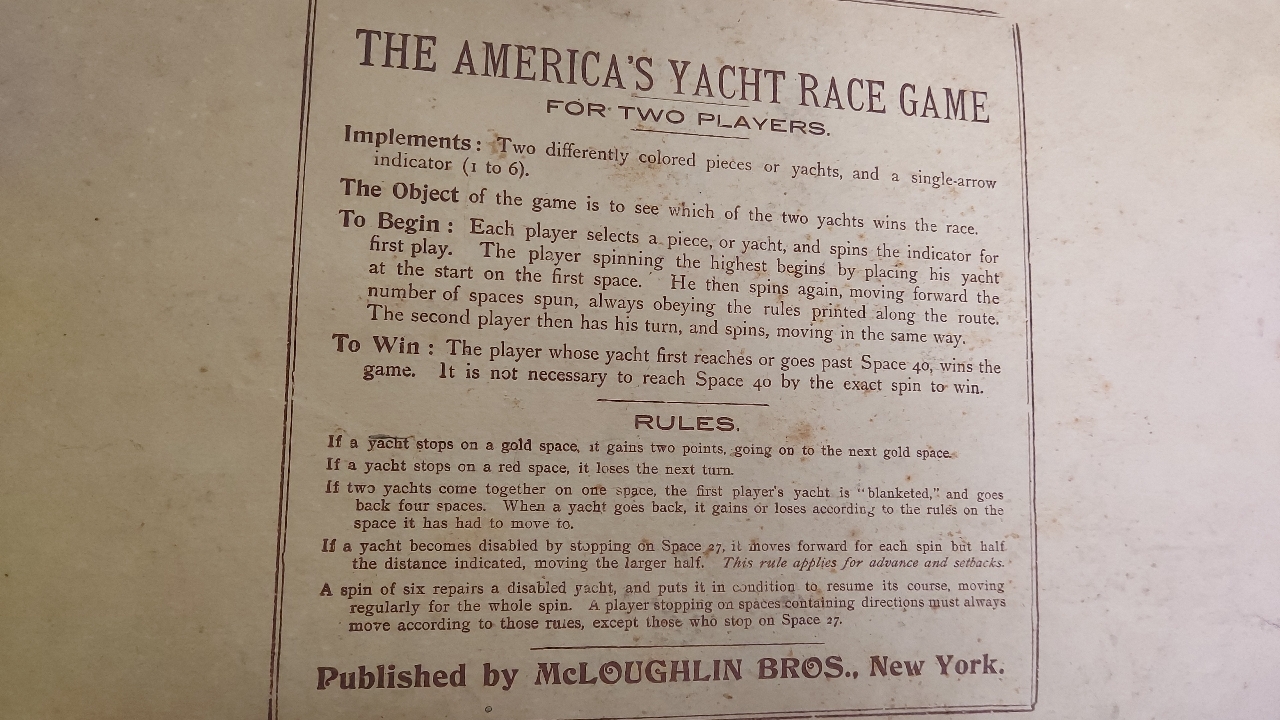 THE AMERICA'S YACHT RACE GAME
FOR TWO PLAYERS.
Implements: Two differently colored pieces or yachts, and a single-arrow
indicator (1 to 6).
The Object of the game is to see which of the two yachts wins the race.
To Begin: Each player selects a piece, or yacht, and spins the indicator for
first play. The player spinning the highest begins by placing his yacht
at the start on the first space. He then spins again, moving forward the
number of spaces spun, always obeying the rules printed along the route.
The second player then has his turn, and spins, moving in the same way.
To Win: The player whose yacht first reaches or goes past Space 40, wins the
game. It is not necessary to reach Space 40 by the exact spin to win.
RULES.
If a yacht stops on a gold space, it gains two points, going on to the next gold space.
If a yacht stops on a red space, it loses the next turn.
If two yachts come together on one space, the first player's yacht is "blanketed," and goes
back four spaces. When a yacht goes back, it gains or loses according to the rules on the
space it has had to move to.
If a yacht becomes disabled by stopping on Space 27, it moves forward for each spin but half
the distance indicated, moving the larger half. This rule applies for advance and setbacks.
A spin of six repairs a disabled yacht, and puts it in condition to resume its course, moving
regularly for the whole spin. A player stopping on spaces containing directions must always
move according to those rules, except those who stop on Space 27.
Published by McLOUGHLIN BROS., New York.